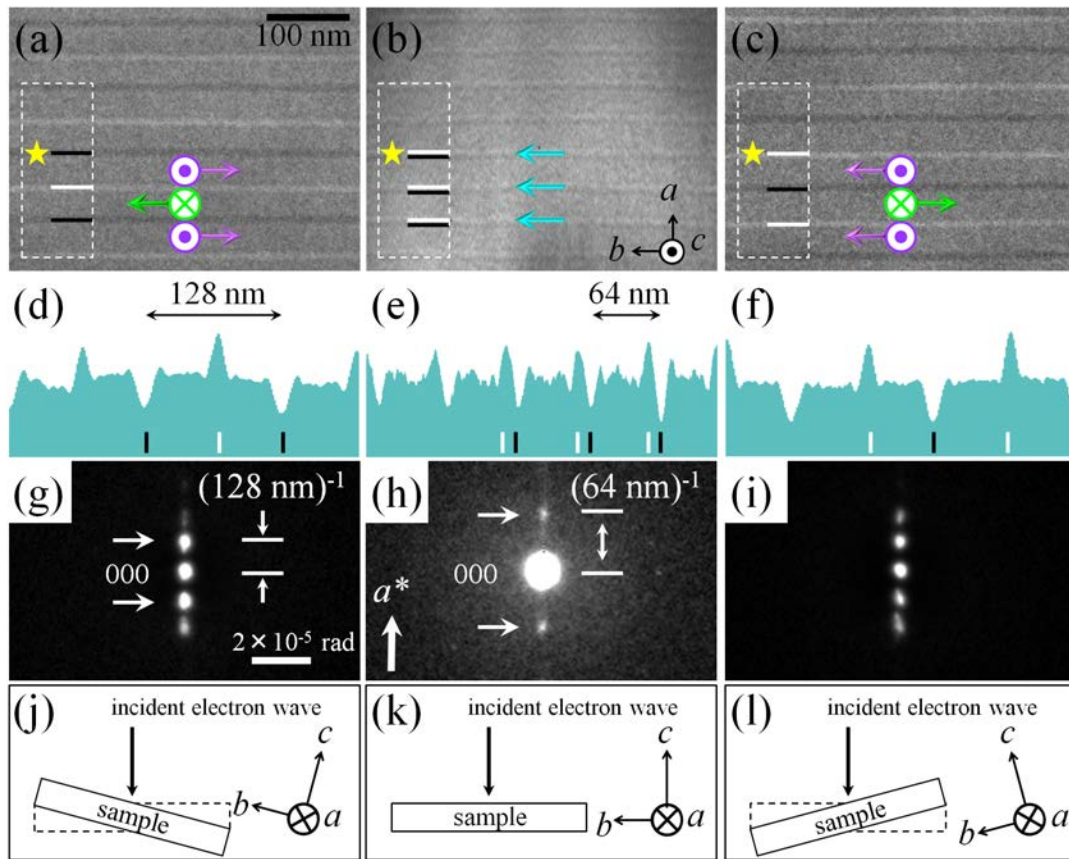 (a) 100 nm
(b) a b c
(c)
(d) 128 nm
(e) 64 nm
(f)
(g) (128 nm)⁻¹
000
2×10⁻⁵ rad
(h) (64 nm)⁻¹
000
a*
(i)
(j) incident electron wave
c
sample b a
(k) incident electron wave
c
sample b a
(l) incident electron wave
c
sample b a